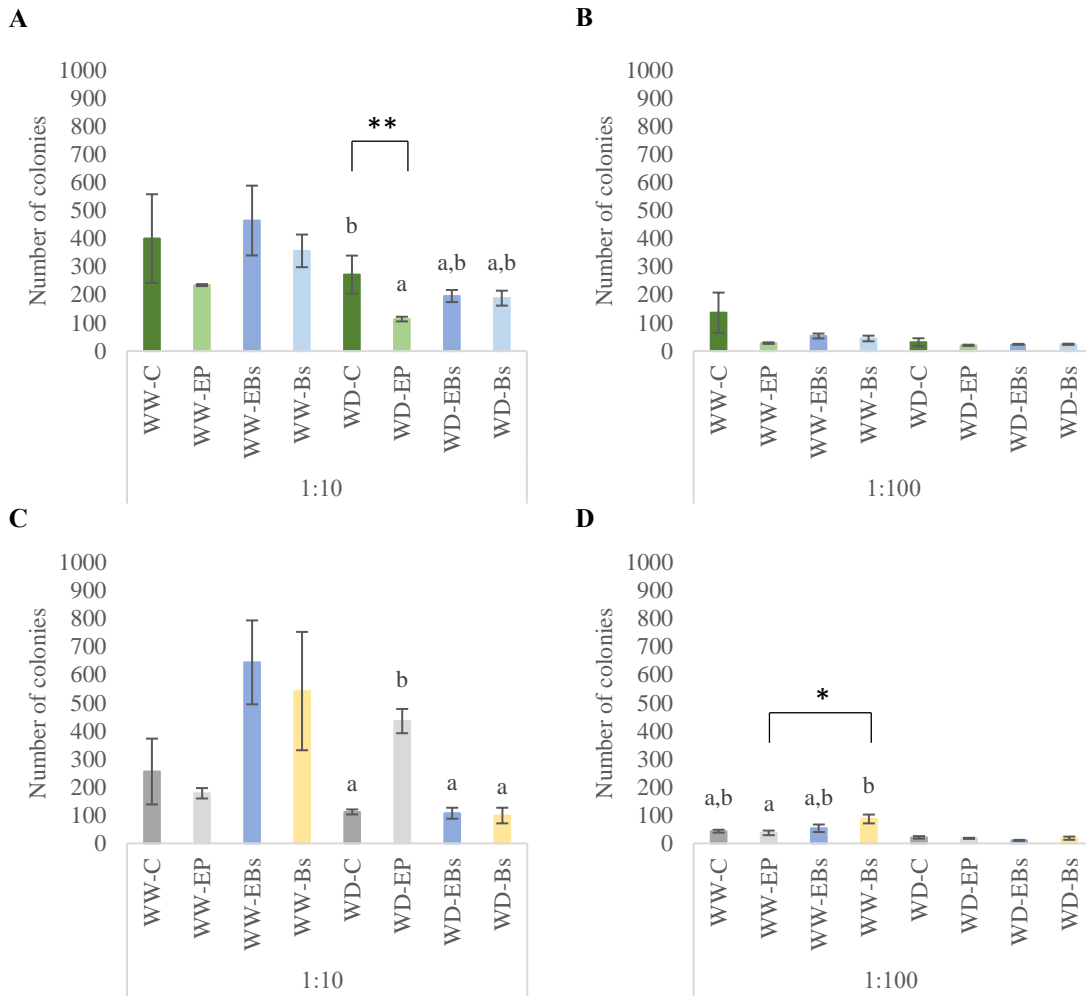 A
Number of colonies
1000
900
800
700
600
500
400
300
200
100
0
**
b
a
a,b
a,b
WW-C
WW-EP
WW-EBs
WW-Bs
WD-C
WD-EP
WD-EBs
WD-Bs
1:10
B
Number of colonies
1000
900
800
700
600
500
400
300
200
100
0
WW-C
WW-EP
WW-EBs
WW-Bs
WD-C
WD-EP
WD-EBs
WD-Bs
1:100
C
Number of colonies
1000
900
800
700
600
500
400
300
200
100
0
a
b
a
a
WW-C
WW-EP
WW-EBs
WW-Bs
WD-C
WD-EP
WD-EBs
WD-Bs
1:10
D
Number of colonies
1000
900
800
700
600
500
400
300
200
100
0
*
a,b
a
a,b
b
WW-C
WW-EP
WW-EBs
WW-Bs
WD-C
WD-EP
WD-EBs
WD-Bs
1:100